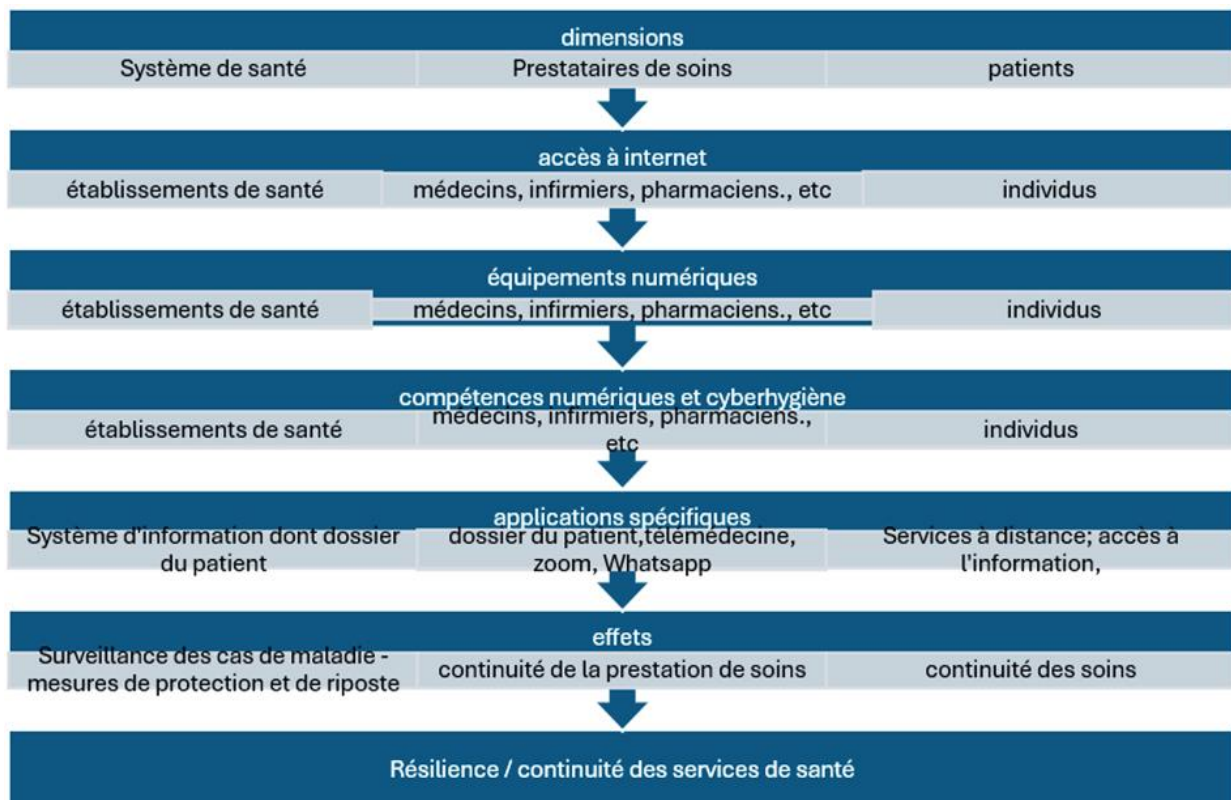 dimensions
Système de santé
Prestataires de soins
patients
accès à internet
établissements de santé
médecins, infirmiers, pharmaciens., etc
individus
équipements numériques
établissements de santé
médecins, infirmiers, pharmaciens., etc
individus
compétences numériques et cyberhygiène
établissements de santé
médecins, infirmiers, pharmaciens.,
etc
individus
applications spécifiques
Système d'information dont dossier
du patient
dossier du patient,télémédecine,
zoom, Whatsapp
Services à distance; accès à
l'information,
effets
Surveillance des cas de maladie -
mesures de protection et de riposte
continuité de la prestation de soins
continuité des soins
Résilience / continuité des services de santé